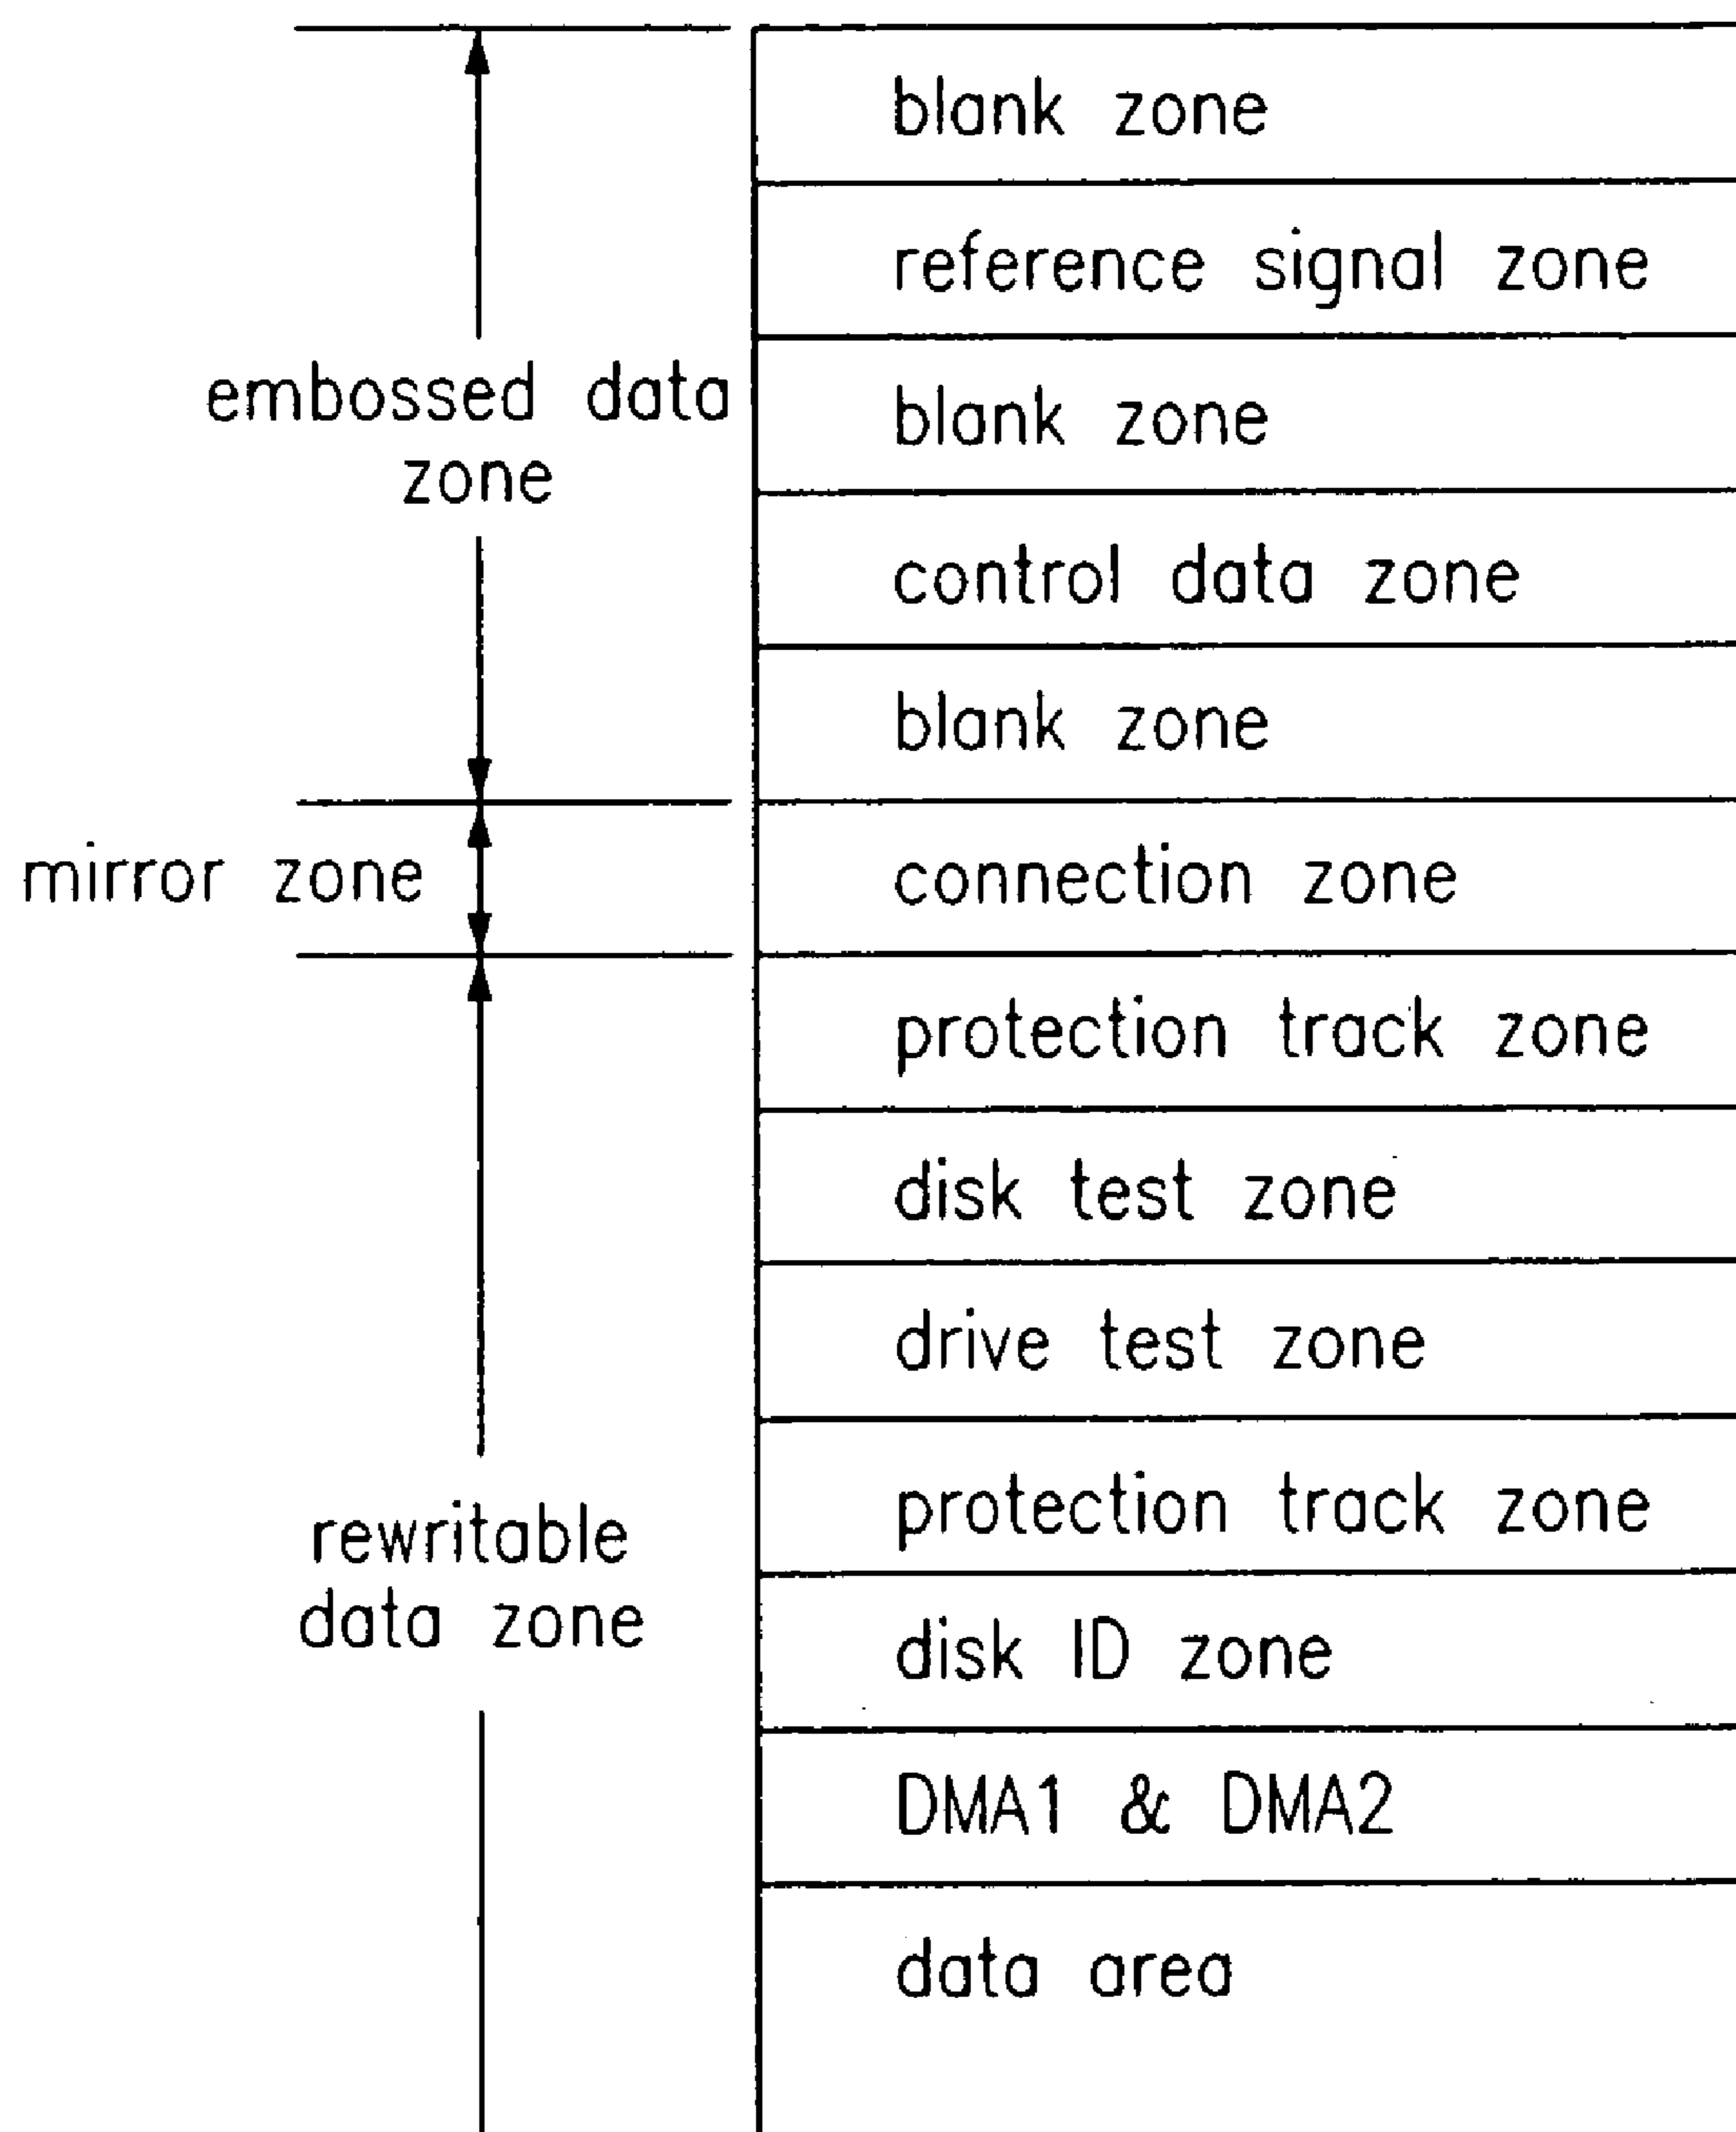 blank zone
reference signal zone
embossed data
zone
blank zone
control data zone
blank zone
mirror zone
connection zone
protection track zone
disk test zone
drive test zone
protection track zone
rewritable
data zone
disk ID zone
DMA1 & DMA2
data area